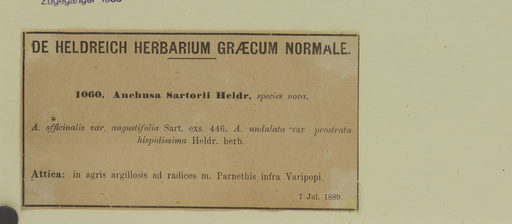 Zugegangen 1986
DE HELDREICH HERBARIUM GRÆCUM NORMALE.
1060. Anchusa Sartorii Heldr. species nova.
A. officinalis var. angustifolia Sart. exs. 446. A. undulata var prostrata
hispidissima Heldr. herb.
Attica: in agris argillosis ad radices m. Parnethis infra Varipopi.
7 Jul. 1889.